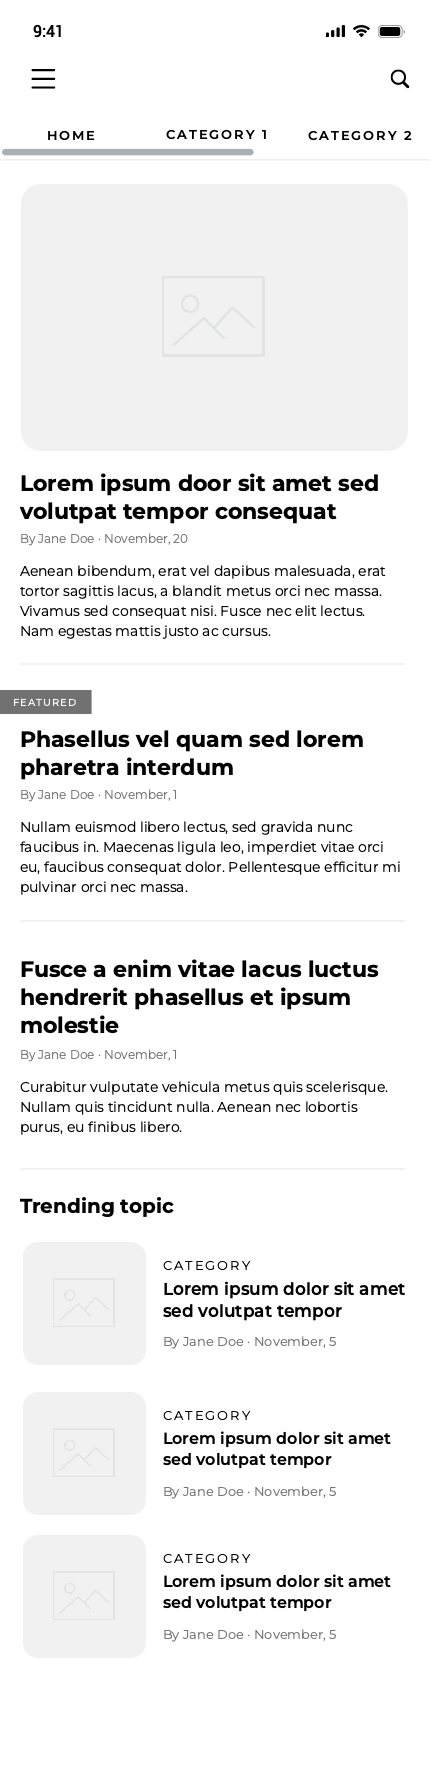 9:41
HOME CATEGORY 1 CATEGORY 2
Lorem ipsum door sit amet sed
volutpat tempor consequat
By Jane Doe · November, 20
Aenean bibendum, erat vel dapibus malesuada, erat
tortor sagittis lacus, a blandit metus orci nec massa.
Vivamus sed consequat nisi. Fusce nec elit lectus.
Nam egestas mattis justo ac cursus.
FEATURED
Phasellus vel quam sed lorem
pharetra interdum
By Jane Doe · November, 1
Nullam euismod libero lectus, sed gravida nunc
faucibus in. Maecenas ligula leo, imperdiet vitae orci
eu, faucibus consequat dolor. Pellentesque efficitur mi
pulvinar orci nec massa.
Fusce a enim vitae lacus luctus
hendrerit phasellus et ipsum
molestie
By Jane Doe · November, 1
Curabitur vulputate vehicula metus quis scelerisque.
Nullam quis tincidunt nulla. Aenean nec lobortis
purus, eu finibus libero.
Trending topic
CATEGORY
Lorem ipsum dolor sit amet
sed volutpat tempor
By Jane Doe · November, 5
CATEGORY
Lorem ipsum dolor sit amet
sed volutpat tempor
By Jane Doe · November, 5
CATEGORY
Lorem ipsum dolor sit amet
sed volutpat tempor
By Jane Doe · November, 5